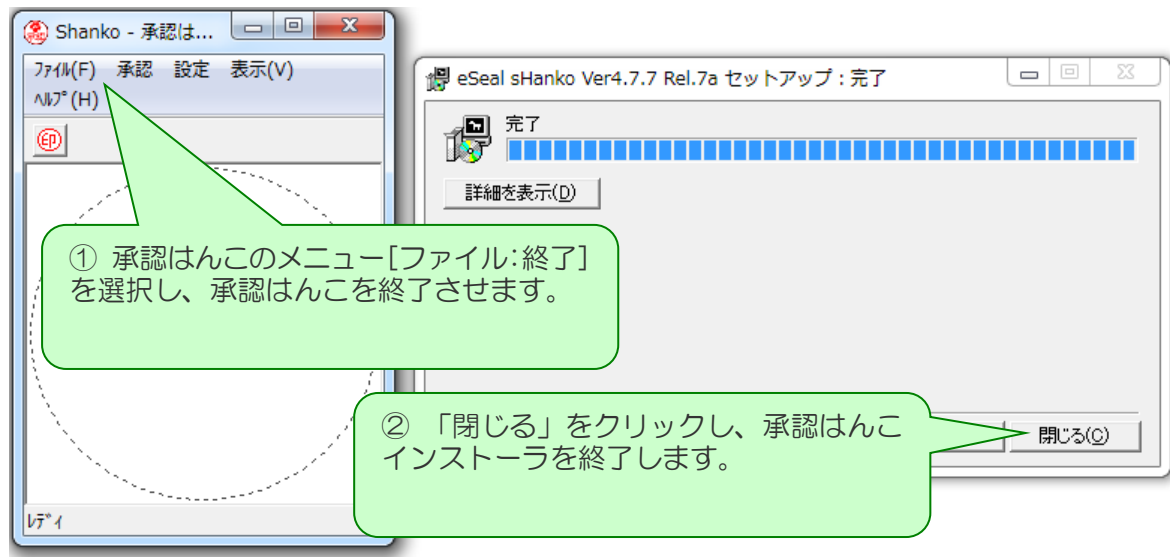 Shanko - 承認は...
ﾌｧｲﾙ(F) 承認 設定 表示(V)
ﾍﾙﾌﾟ(H)
印
① 承認はんこのメニュー[ファイル:終了]
を選択し、承認はんこを終了させます。
ﾚﾃﾞｨ
eSeal sHanko Ver4.7.7 Rel.7a セットアップ : 完了
完了
詳細を表示(D)
② 「閉じる」をクリックし、承認はんこ
インストーラを終了します。
閉じる(C)